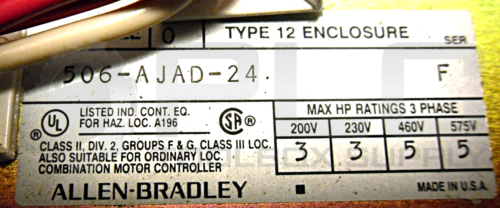 0 TYPE 12 ENCLOSURE SER
506-AJAD-24. F
UL LISTED IND. CONT. EQ.
FOR HAZ. LOC. A196 SA
MAX HP RATINGS 3 PHASE
200V 230V 460V 575V
3 3 5 5
CLASS II, DIV. 2, GROUPS F & G, CLASS III LOC.
ALSO SUITABLE FOR ORDINARY LOC.
COMBINATION MOTOR CONTROLLER
ALLEN-BRADLEY MADE IN U.S.A.